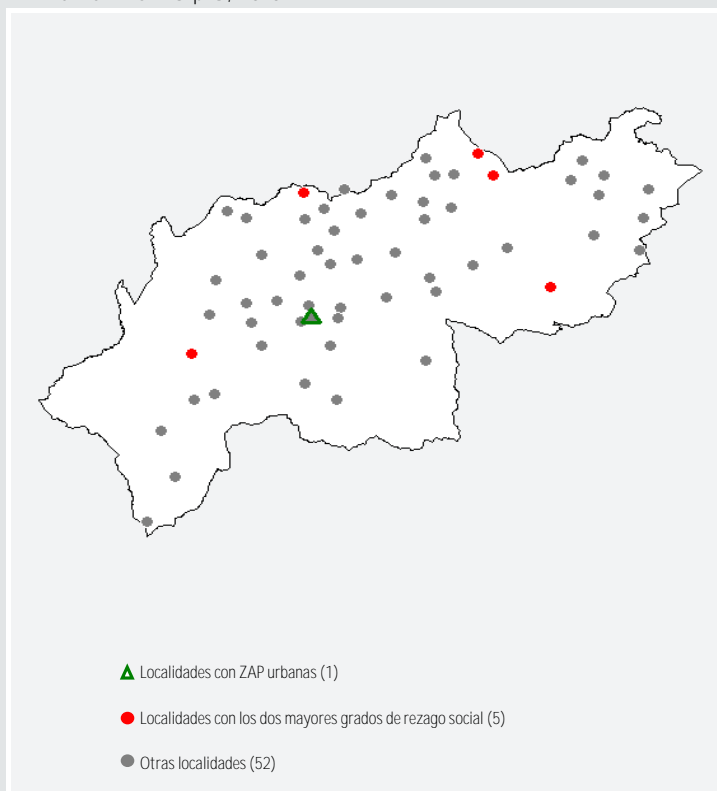 Localidades con ZAP urbanas (1)
Localidades con los dos mayores grados de rezago social (5)
Otras localidades (52)